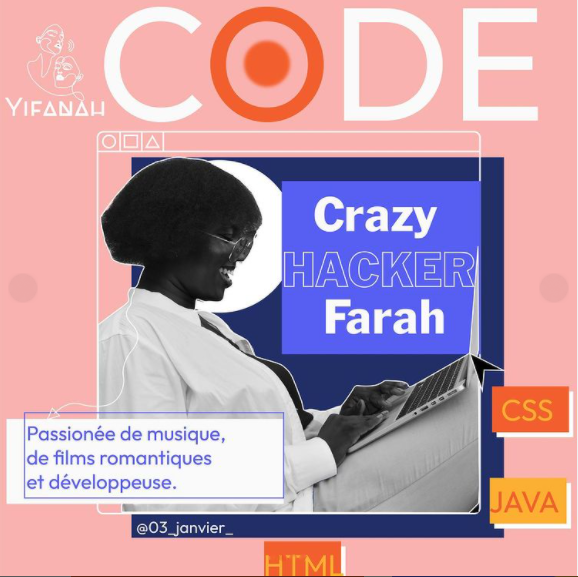 CODE
YIFANAH
Crazy
HACKER
Farah
Passionée de musique,
de films romantiques
et développeuse.
CSS
JAVA
@03_janvier_
HTML